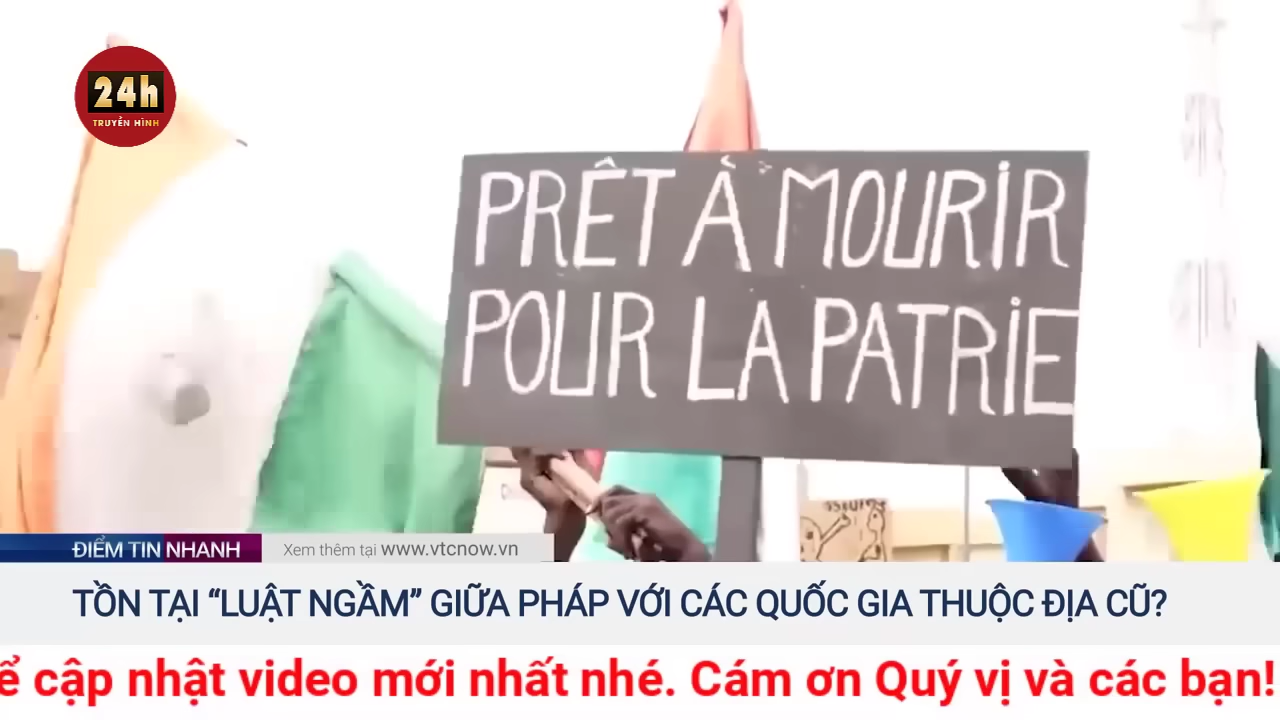 24h
TRUYỀN HÌNH
PRÊT À MOURIR
POUR LA PATRIE
ĐIỂM TIN NHANH
Xem thêm tại www.vtcnow.vn
TỒN TẠI “LUẬT NGẦM” GIỮA PHÁP VỚI CÁC QUỐC GIA THUỘC ĐỊA CŨ?
ể cập nhật video mới nhất nhé. Cám ơn Quý vị và các bạn!